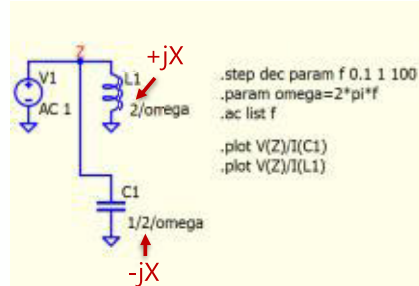 Z
+jX
V1
AC 1
L1
2/omega
.step dec param f 0.1 1 100
.param omega=2*pi*f
.ac list f
.plot V(Z)/I(C1)
.plot V(Z)/I(L1)
C1
1/2/omega
-jX